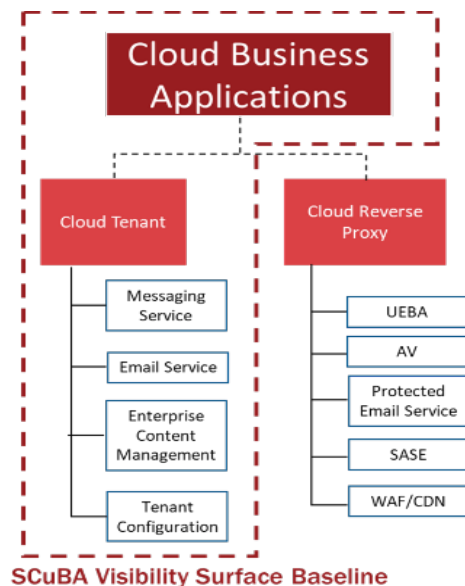 Cloud Business
Applications
Cloud Tenant
Messaging
Service
Email Service
Enterprise
Content
Management
Tenant
Configuration
Cloud Reverse
Proxy
UEBA
AV
Protected
Email Service
SASE
WAF/CDN
SCuBA Visibility Surface Baseline